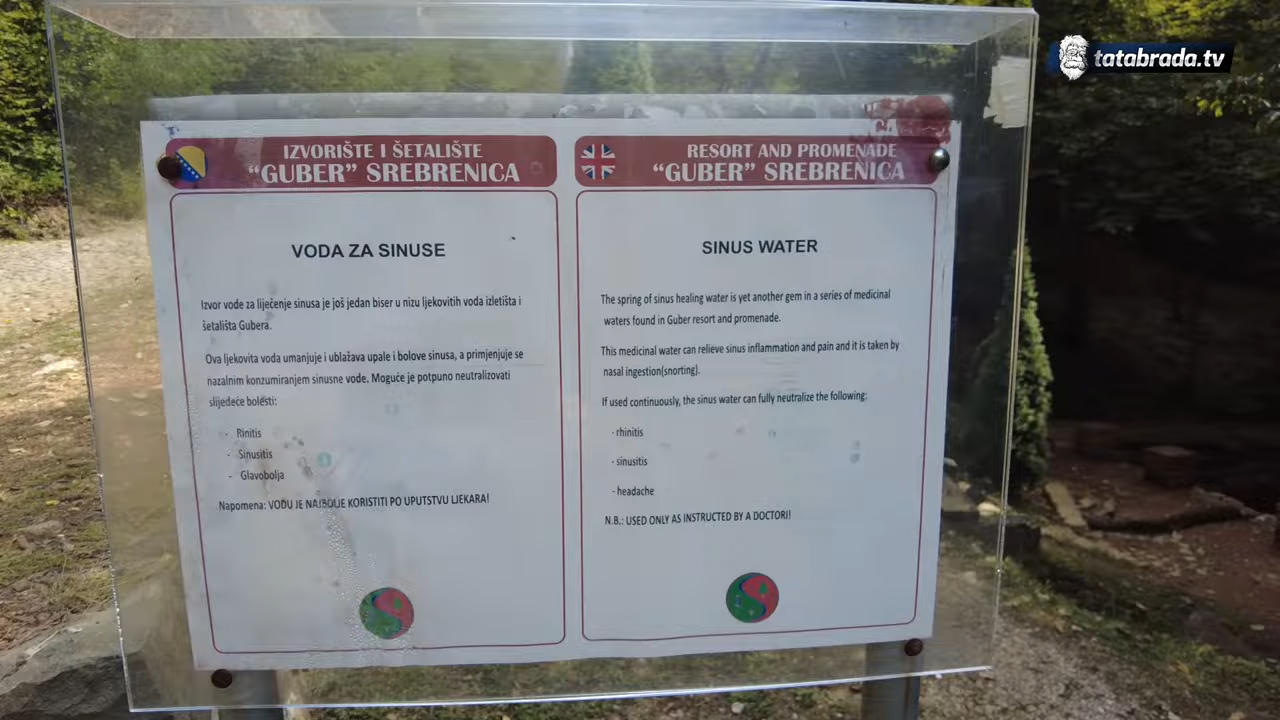 tatabrada.tv
IZVORIŠTE I ŠETALIŠTE
“GUBER” SREBRENICA
VODA ZA SINUSE
Izvor vode za liječenje sinusa je još jedan biser u nizu ljekovitih voda izletišta i
šetališta Gubera.
Ova ljekovita voda umanjuje i ublažava upale i bolove sinusa, a primjenjuje se
nazalnim konzumiranjem sinusne vode. Moguće je potpuno neutralizovati
slijedeće bolesti:
- Rinitis
- Sinusitis
- Glavobolja
Napomena: VODU JE NAJBOLJE KORISTITI PO UPUTSTVU LJEKARA!
RESORT AND PROMENADE
“GUBER” SREBRENICA
SINUS WATER
The spring of sinus healing water is yet another gem in a series of medicinal
waters found in Guber resort and promenade.
This medicinal water can relieve sinus inflammation and pain and it is taken by
nasal ingestion(snorting).
If used continuously, the sinus water can fully neutralize the following:
- rhinitis
- sinusitis
- headache
N.B.: USED ONLY AS INSTRUCTED BY A DOCTOR!!